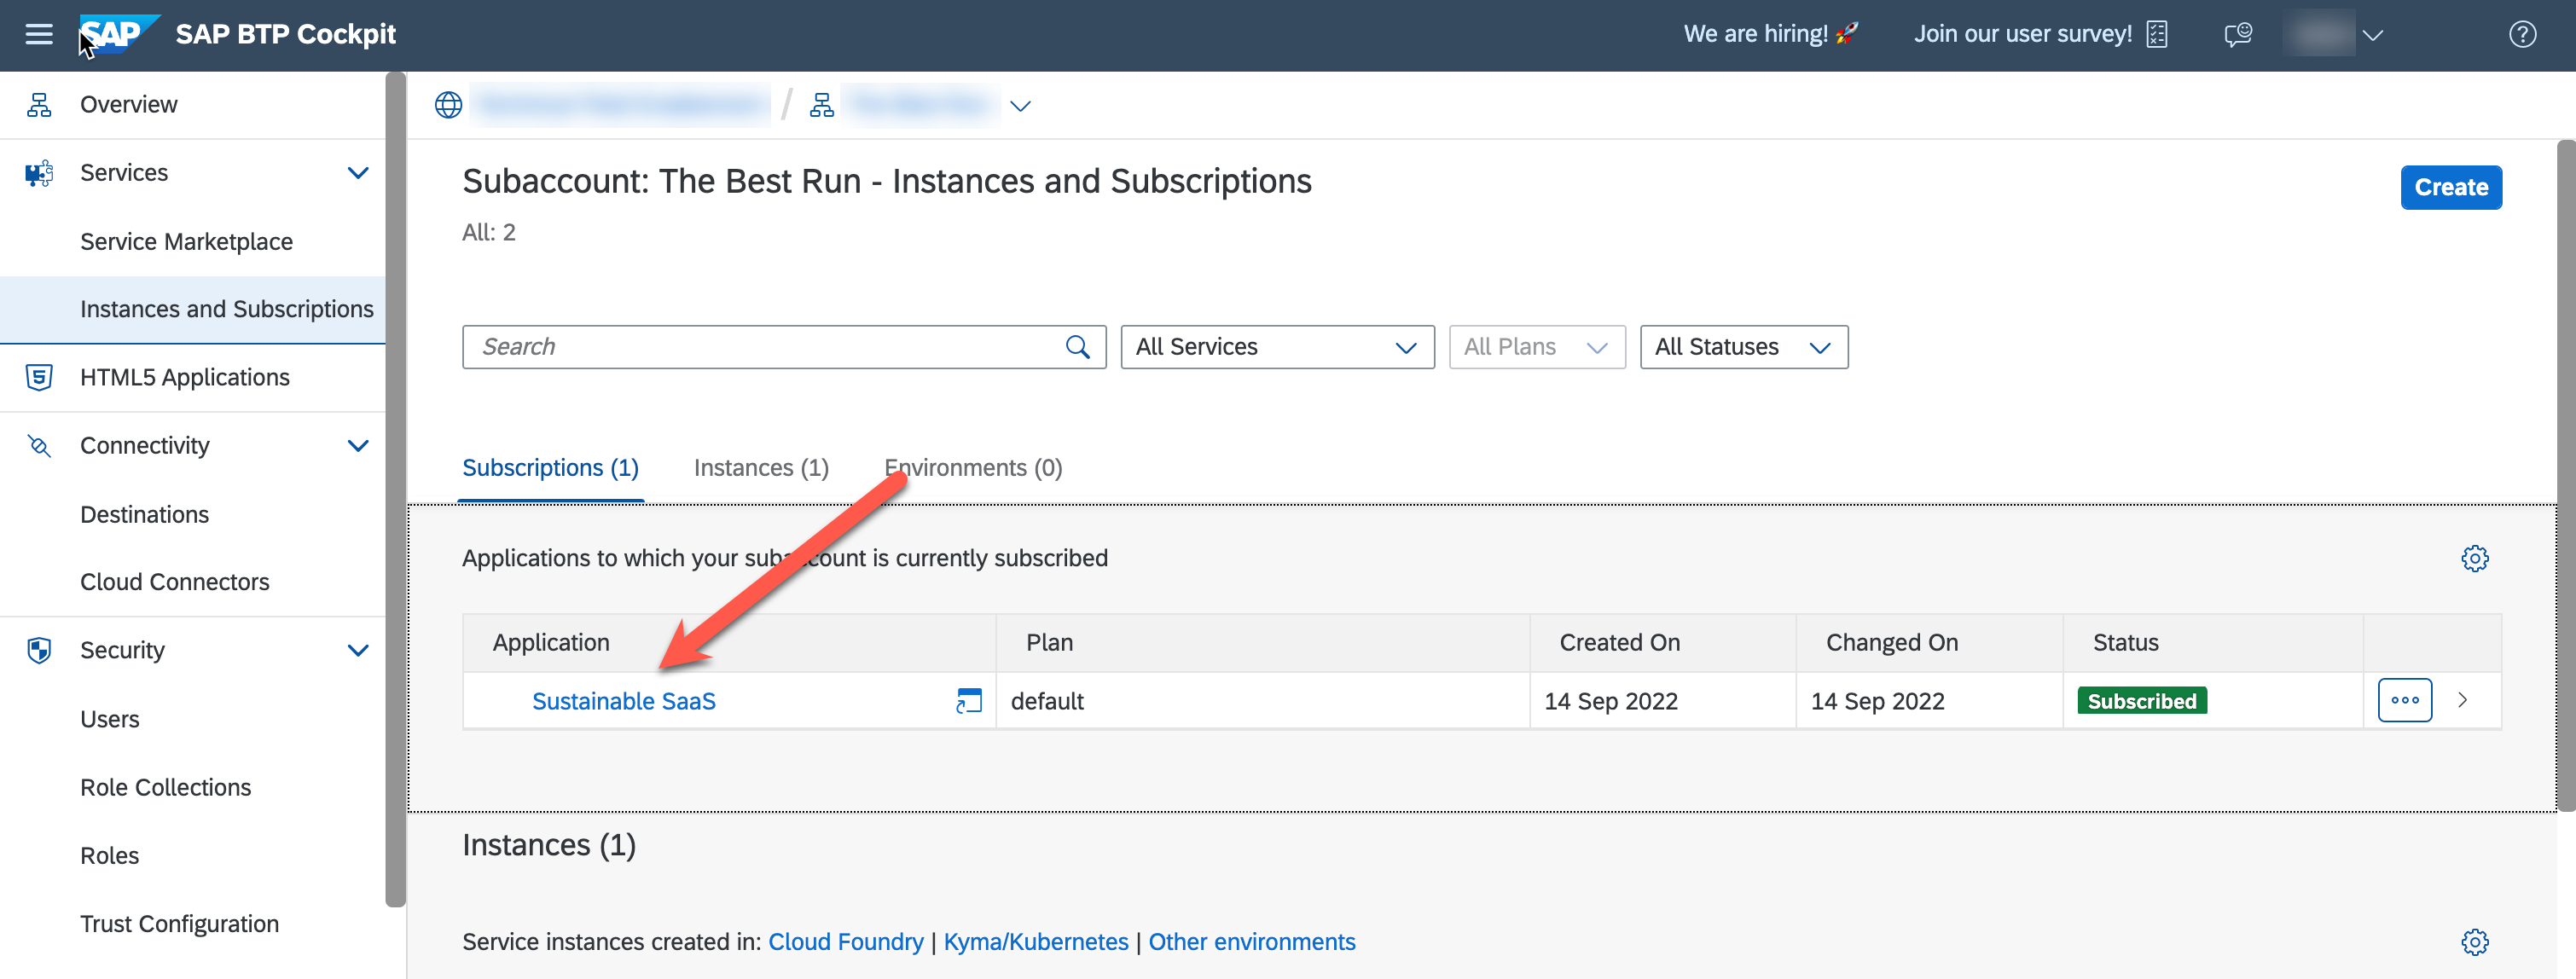 SAP SAP BTP Cockpit
We are hiring! 🚀 Join our user survey!
Overview
Services
Service Marketplace
Instances and Subscriptions
HTML5 Applications
Connectivity
Destinations
Cloud Connectors
Security
Users
Role Collections
Roles
Trust Configuration
/
Subaccount: The Best Run - Instances and Subscriptions
Create
All: 2
Search
All Services
All Plans
All Statuses
Subscriptions (1) Instances (1) Environments (0)
Applications to which your subaccount is currently subscribed
Application Plan Created On Changed On Status
Sustainable SaaS default 14 Sep 2022 14 Sep 2022 Subscribed
Instances (1)
Service instances created in: Cloud Foundry | Kyma/Kubernetes | Other environments